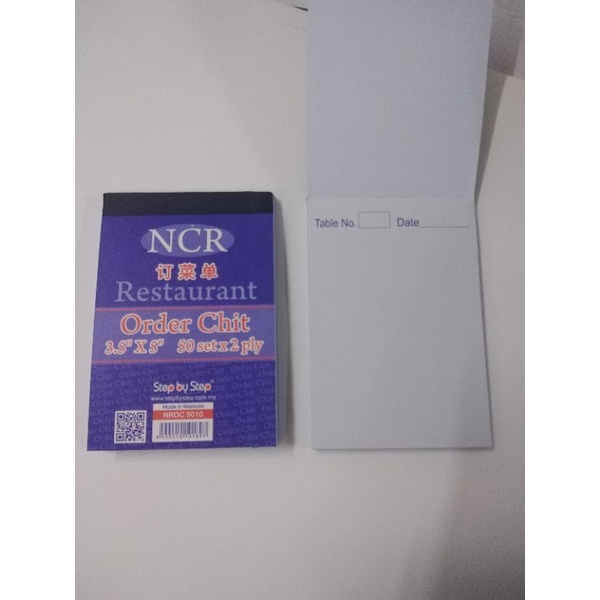 NCR
订菜单
Restaurant
Order Chit
3.5" X 5" 50 set x 2 ply
Step by Step®
www.stepbystep.com.my
Made in Malaysia
NROC 5010
Table No. Date